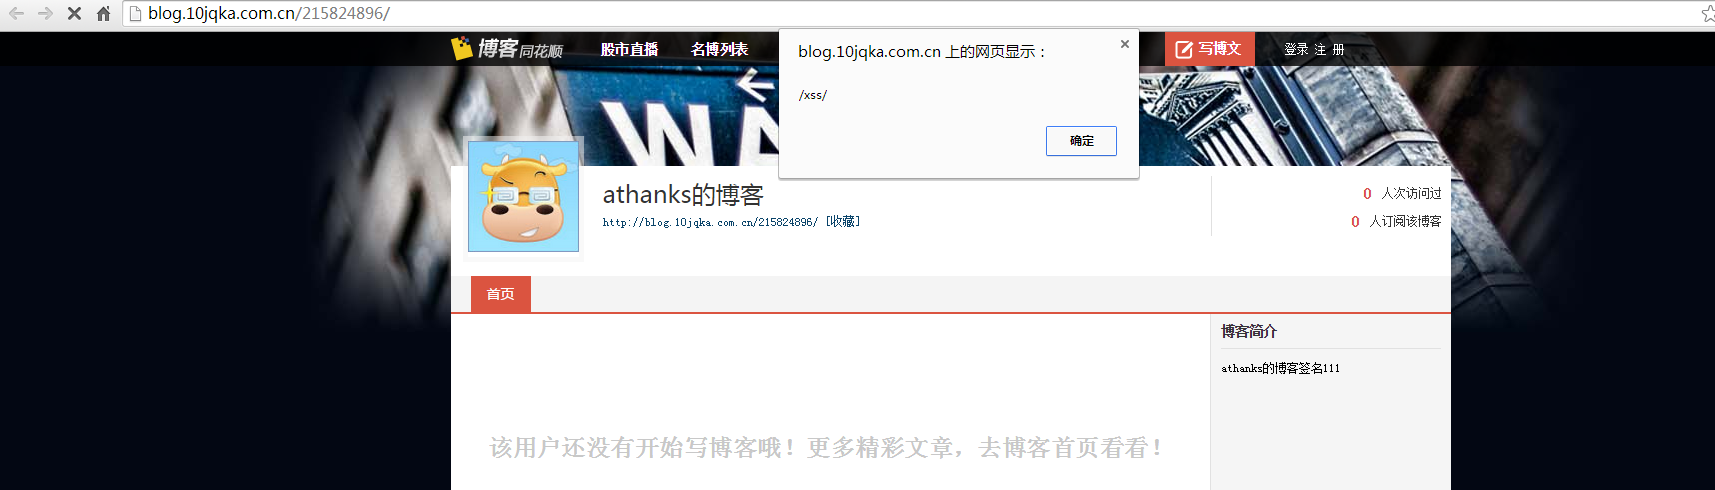 blog.10jqka.com.cn/215824896/
博客同花顺 股市直播 名博列表 写博文 登录 注 册
blog.10jqka.com.cn 上的网页显示：
/xss/
确定
WA
athanks的博客
http://blog.10jqka.com.cn/215824896/ [收藏]
0 人次访问过
0 人订阅该博客
首页
博客简介
athanks的博客签名111
该用户还没有开始写博客哦！更多精彩文章，去博客首页看看！